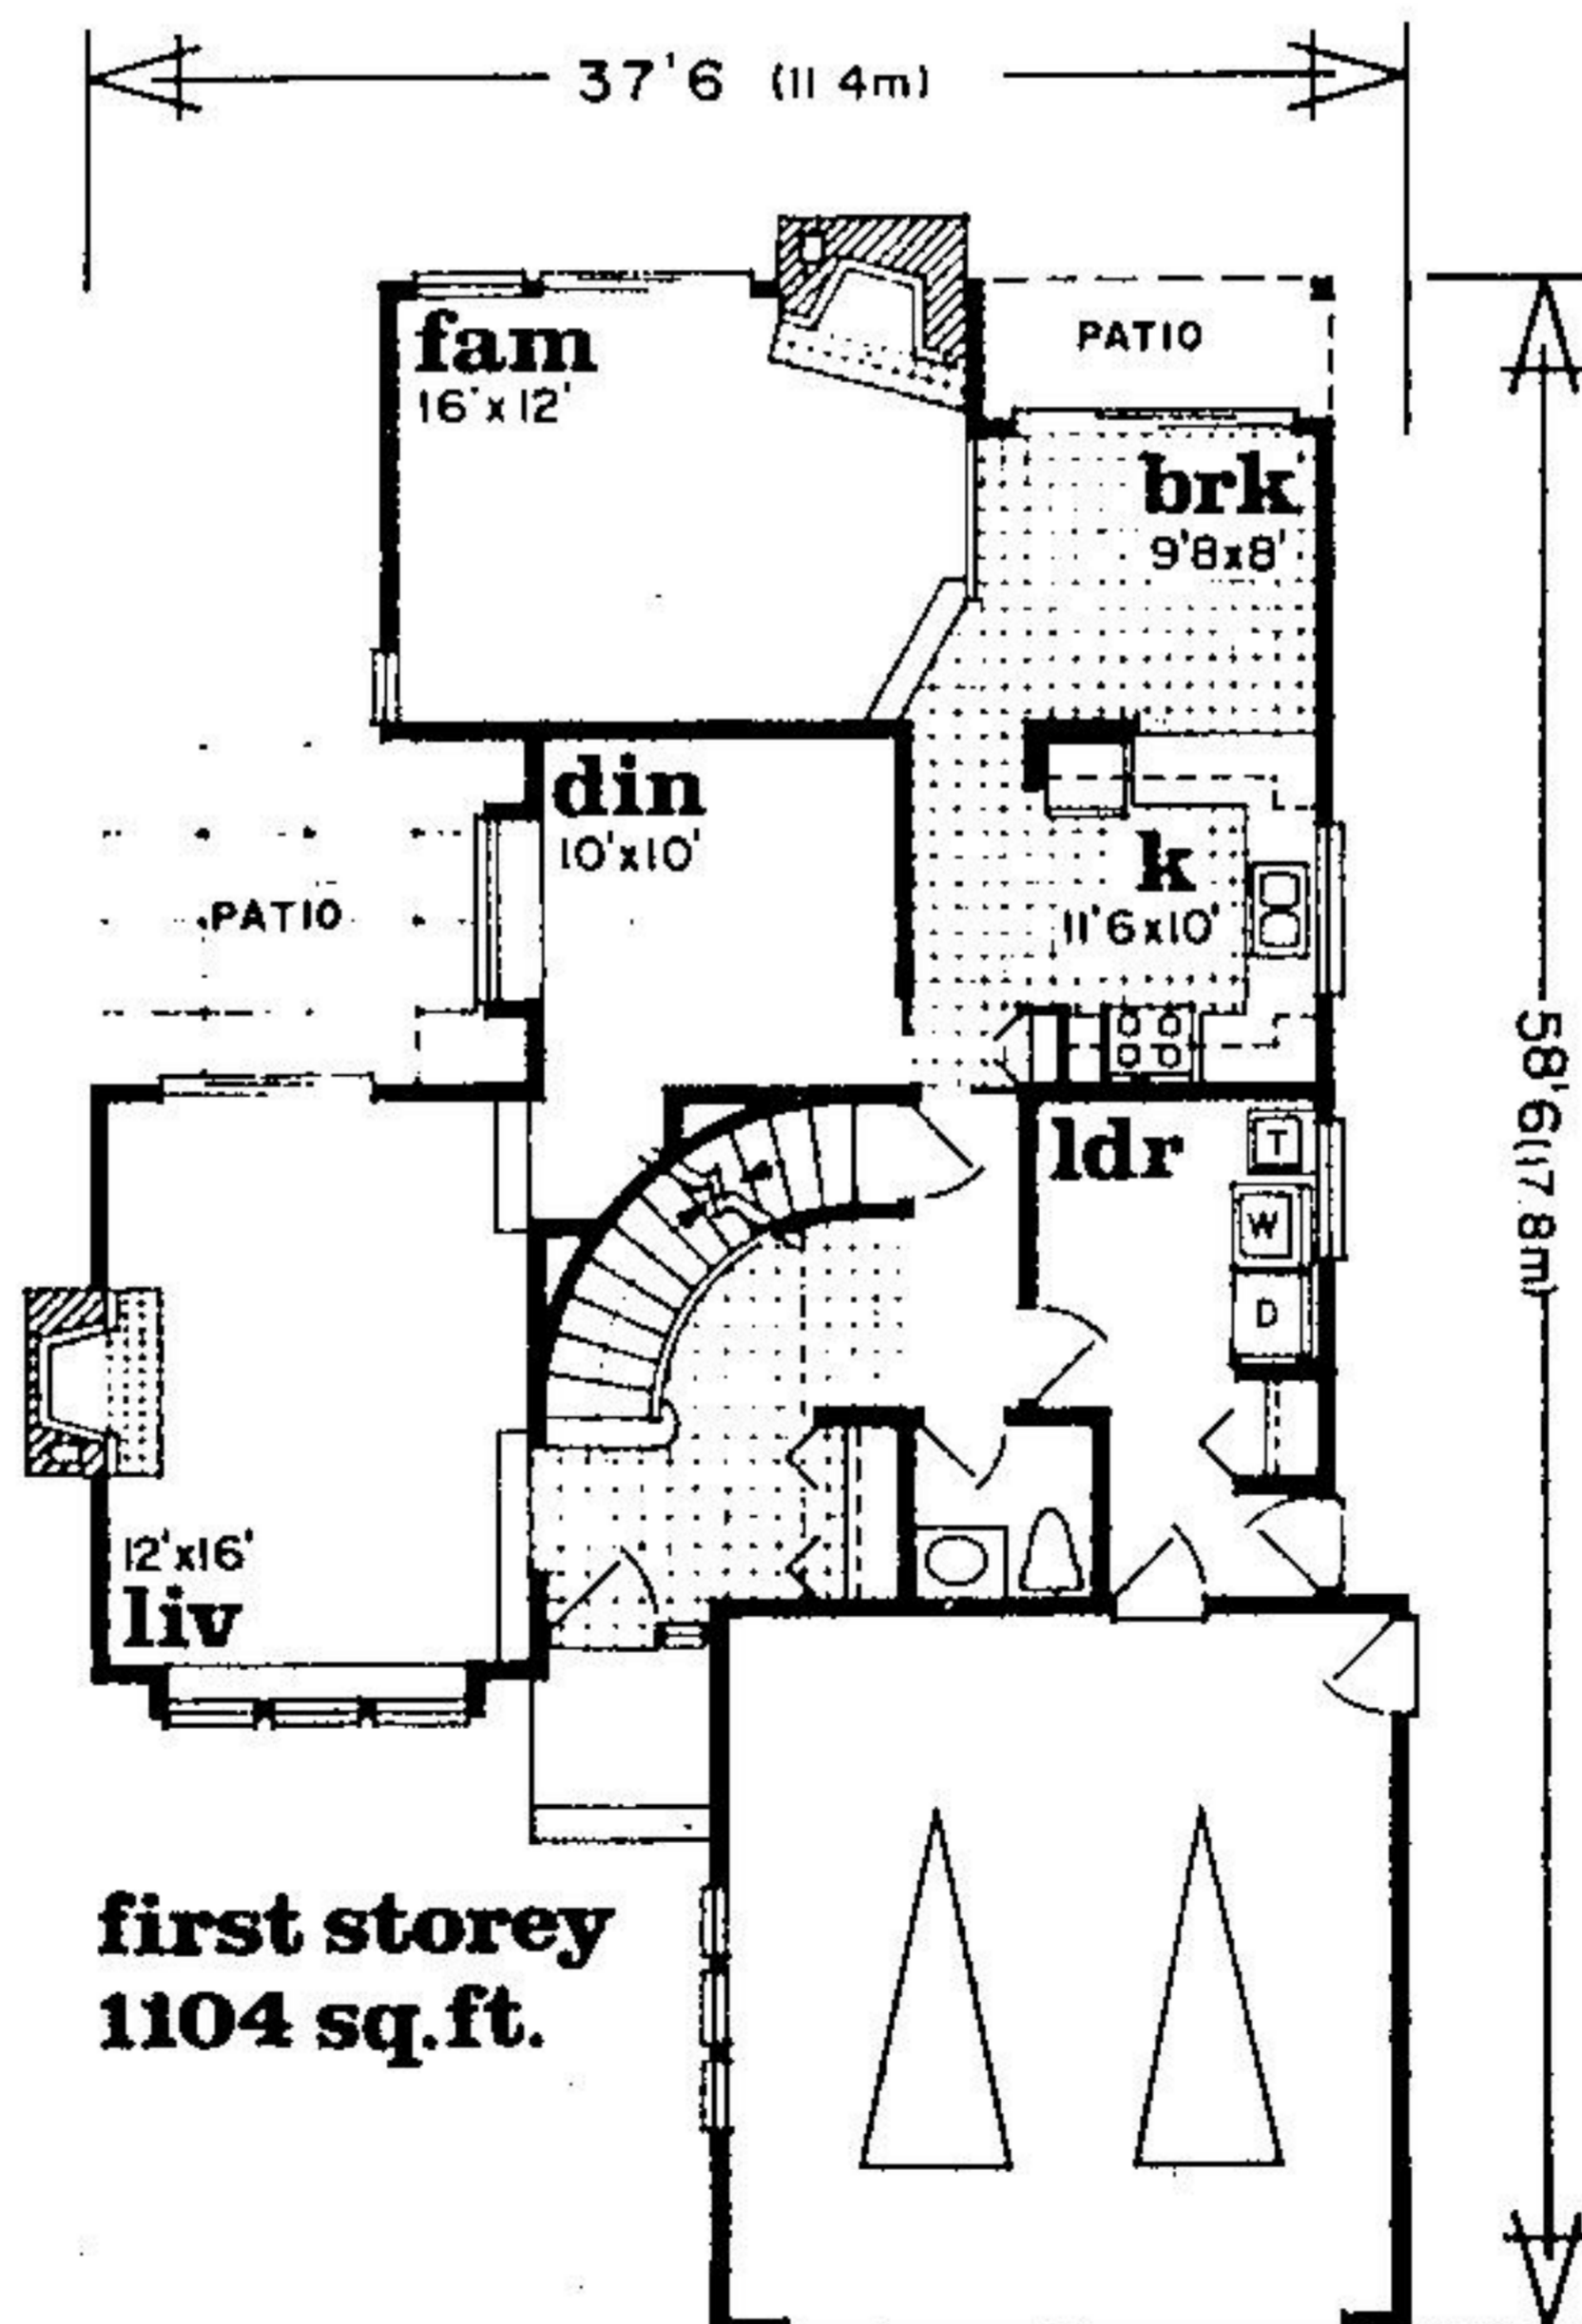 37'6 (11 4m)
fam
16'x12'
PATIO
brk
9'8x8'
din
10'x10'
k
11'6x10'
PATIO
58'6(17.8m)
ldr
T
W
D
12'x16'
liv
first storey
1104 sq.ft.